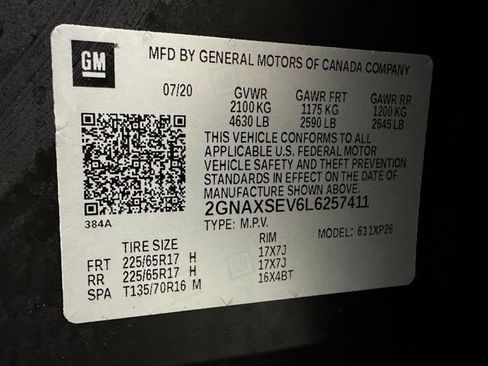 GM
MFD BY GENERAL MOTORS OF CANADA COMPANY
07/20 GVWR GAWR FRT GAWR RR
2100 KG 1175 KG 1200 KG
4630 LB 2590 LB 2645 LB
THIS VEHICLE CONFORMS TO ALL
APPLICABLE U.S. FEDERAL MOTOR
VEHICLE SAFETY AND THEFT PREVENTION
STANDARDS IN EFFECT ON THE DATE OF
MANUFACTURE SHOWN ABOVE.
2GNAXSEV6L6257411
384A TYPE: M.P.V. MODEL: 611XP26
TIRE SIZE RIM
FRT 225/65R17 H 17X7J
RR 225/65R17 H 17X7J
SPA T135/70R16 M 16X4BT
GM